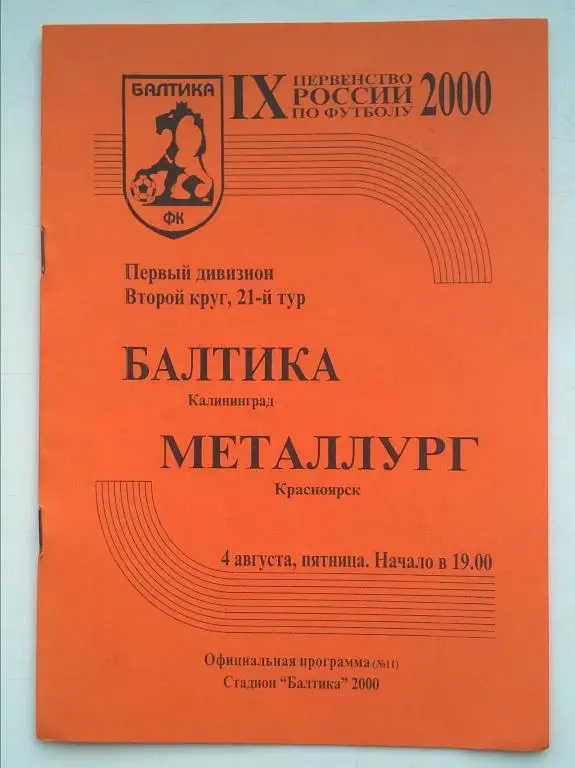 БАЛТИКА
ФК
IX ПЕРВЕНСТВО
РОССИИ
ПО ФУТБОЛУ 2000
Первый дивизион
Второй круг, 21-й тур
БАЛТИКА
Калининград
МЕТАЛЛУРГ
Красноярск
4 августа, пятница. Начало в 19.00
Официальная программа (№11)
Стадион "Балтика" 2000